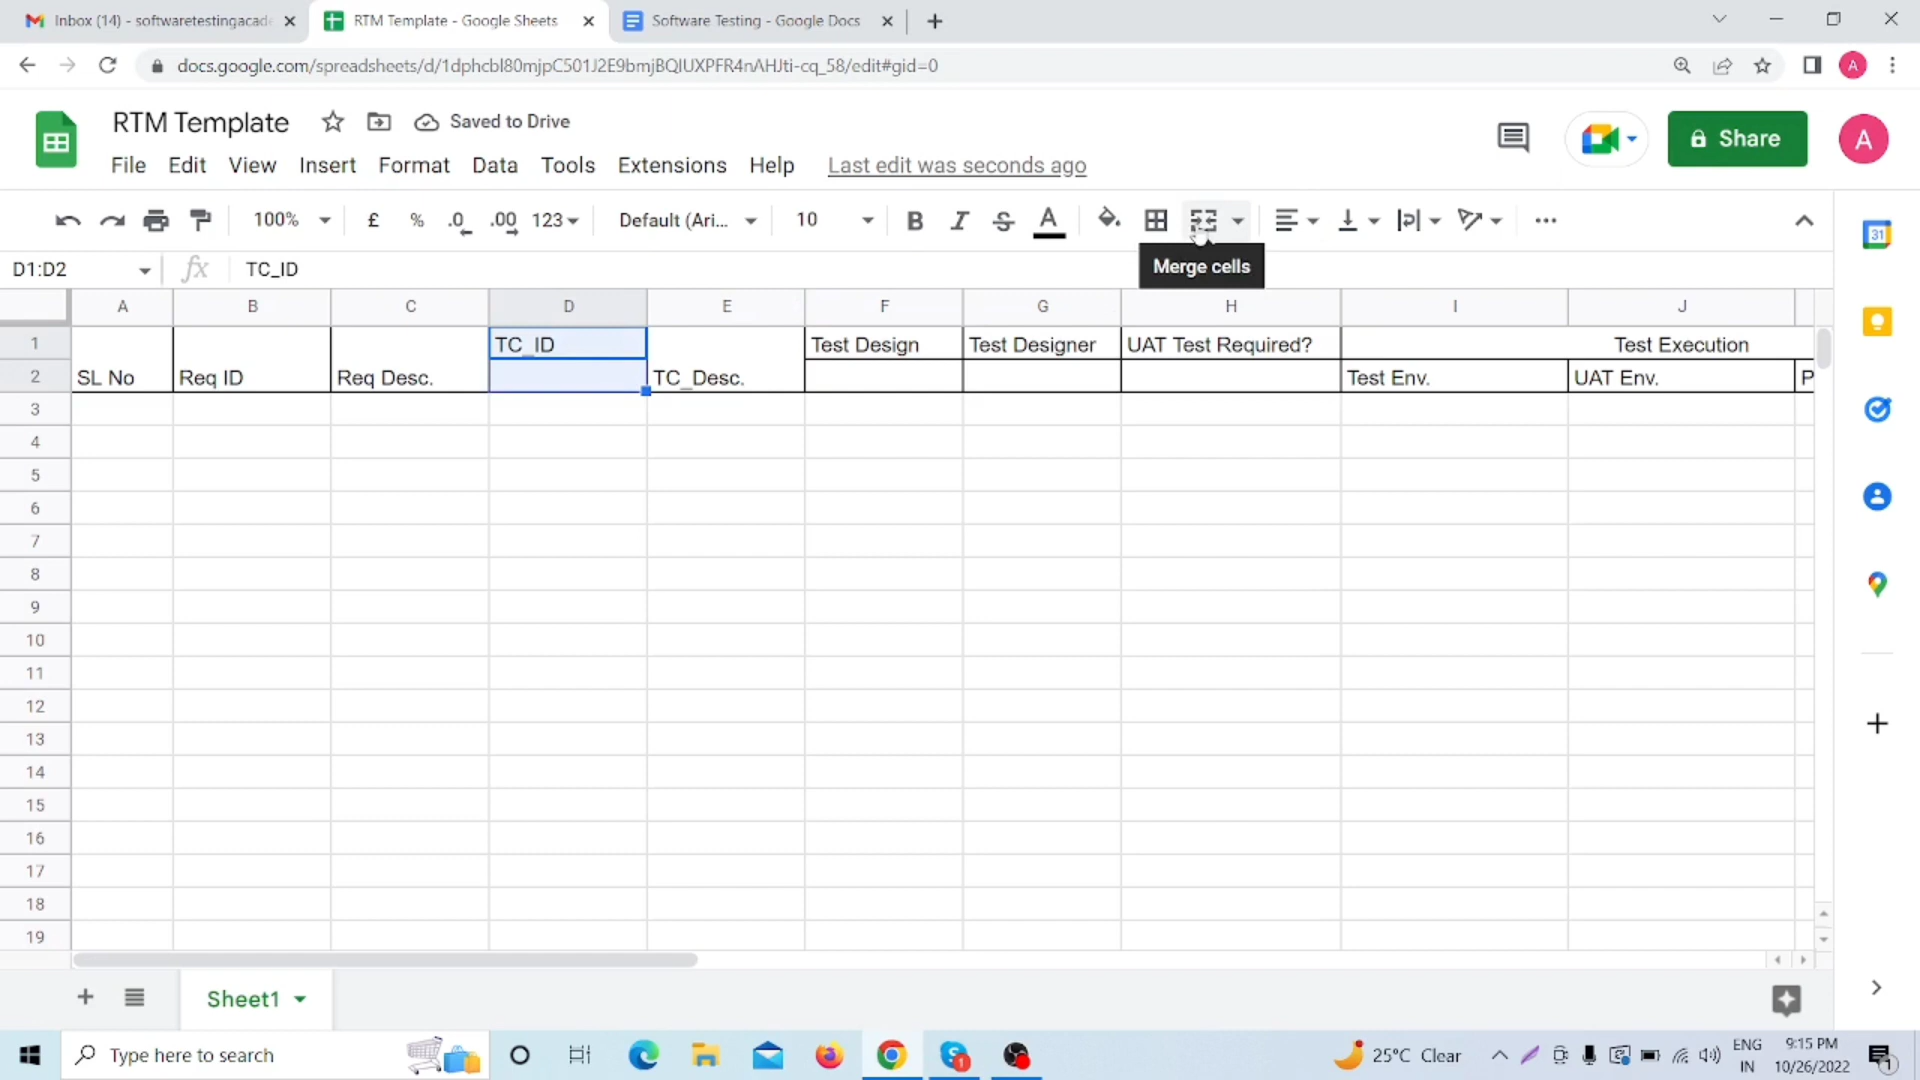 Inbox (14) - softwaretestingacade
RTM Template - Google Sheets
Software Testing - Google Docs
docs.google.com/spreadsheets/d/1dphcbl80mjpC501J2E9bmjBQIUXPFR4nAHJti-cq_58/edit#gid=0
A
RTM Template
Saved to Drive
Share
A
File Edit View Insert Format Data Tools Extensions Help Last edit was seconds ago
100% £ % .0 .00 123 Default (Ari... 10 B I S A
31
D1:D2 fx TC_ID
Merge cells
A B C D E F G H I J
1 TC_ID Test Design Test Designer UAT Test Required? Test Execution
2 SL No Req ID Req Desc. TC_Desc. Test Env. UAT Env. P
3
4
5
6
7
8
9
10
11
12
13
14
15
16
17
18
19
Sheet1
Type here to search
1
25°C Clear
ENG
IN
9:15 PM
10/26/2022
1